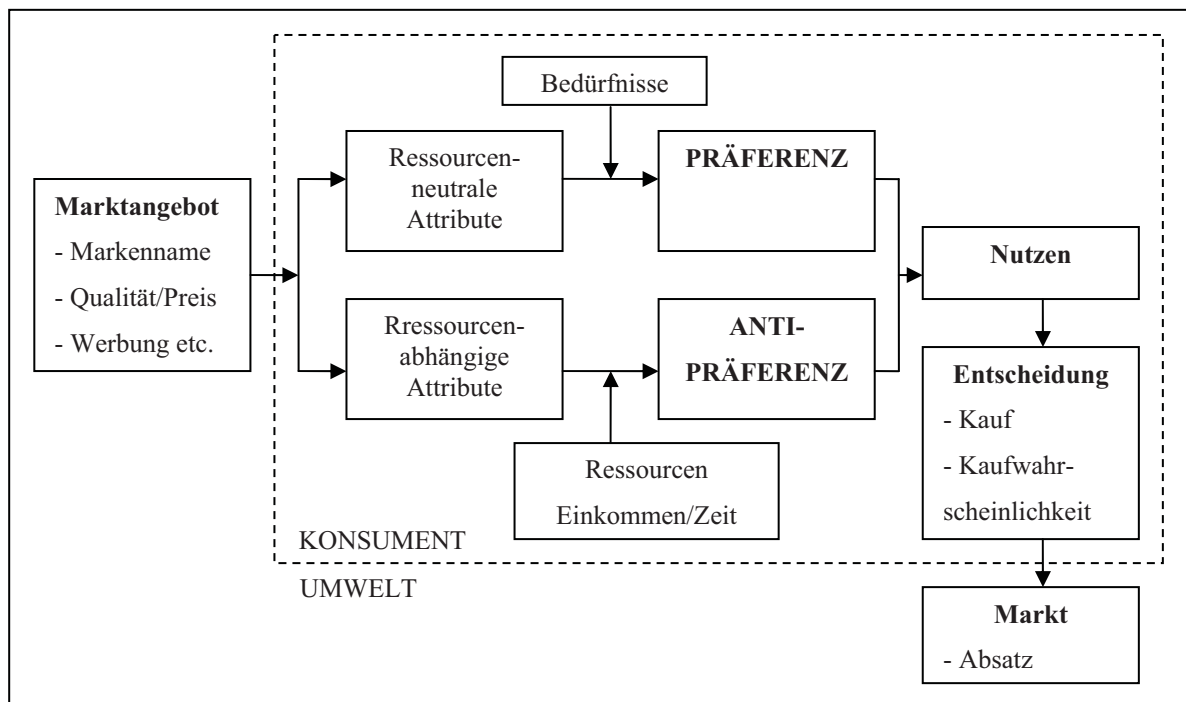 Bedürfnisse
Ressourcen-
neutrale
Attribute
PRÄFERENZ
Marktangebot
- Markenname
- Qualität/Preis
- Werbung etc.
Nutzen
Rressourcen-
abhängige
Attribute
ANTI-
PRÄFERENZ
Entscheidung
- Kauf
- Kaufwahr-
scheinlichkeit
Ressourcen
Einkommen/Zeit
KONSUMENT
UMWELT
Markt
- Absatz